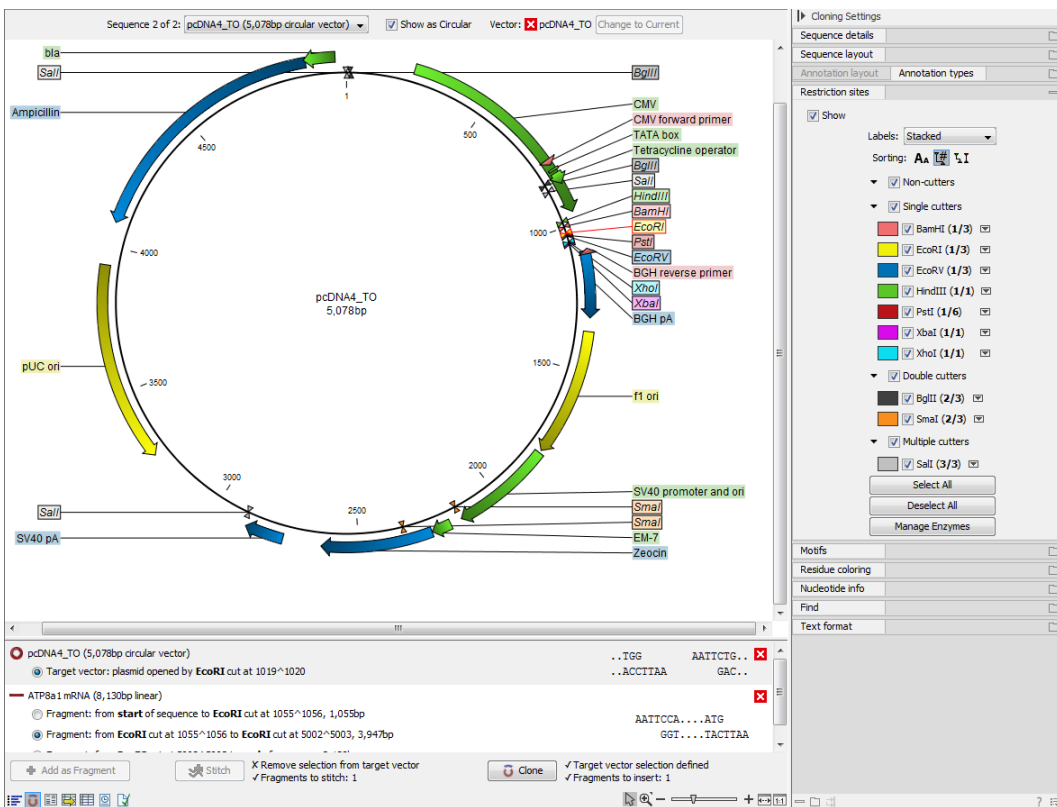 Sequence 2 of 2: pcDNA4_TO (5,078bp circular vector) Show as Circular Vector: pcDNA4_TO Change to Current
bla
SalI
Ampicillin
pUC ori
SalI
SV40 pA
1
500
1000
1500
2000
2500
3000
3500
4000
4500
pcDNA4_TO
5,078bp
BglII
CMV
CMV forward primer
TATA box
Tetracycline operator
BglII
SalI
HindIII
BamHI
EcoRI
PstI
EcoRV
BGH reverse primer
XhoI
XbaI
BGH pA
f1 ori
SV40 promoter and ori
SmaI
SmaI
EM-7
Zeocin
pcDNA4_TO (5,078bp circular vector)
Target vector: plasmid opened by EcoRI cut at 1019^1020
..TGG AATTCTG..
..ACCTTAA GAC..
ATP8a1 mRNA (8,130bp linear)
Fragment: from start of sequence to EcoRI cut at 1055^1056, 1,055bp
Fragment: from EcoRI cut at 1055^1056 to EcoRI cut at 5002^5003, 3,947bp
AATTCCA....ATG
GGT....TACTTAA
Add as Fragment
Stitch
X Remove selection from target vector
✓ Fragments to stitch: 1
Clone
✓ Target vector selection defined
✓ Fragments to insert: 1
Cloning Settings
Sequence details
Sequence layout
Annotation layout Annotation types
Restriction sites
Show
Labels: Stacked
Sorting:
Non-cutters
Single cutters
BamHI (1/3)
EcoRI (1/3)
EcoRV (1/3)
HindIII (1/1)
PstI (1/6)
XbaI (1/1)
XhoI (1/1)
Double cutters
BglII (2/3)
SmaI (2/3)
Multiple cutters
SalI (3/3)
Select All
Deselect All
Manage Enzymes
Motifs
Residue coloring
Nucleotide info
Find
Text format